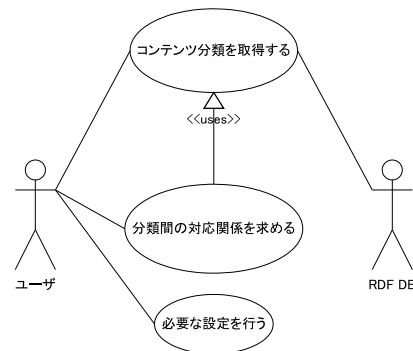 コンテンツ分類を取得する
<<uses>>
分類間の対応関係を求める
ユーザ
RDF DB
必要な設定を行う